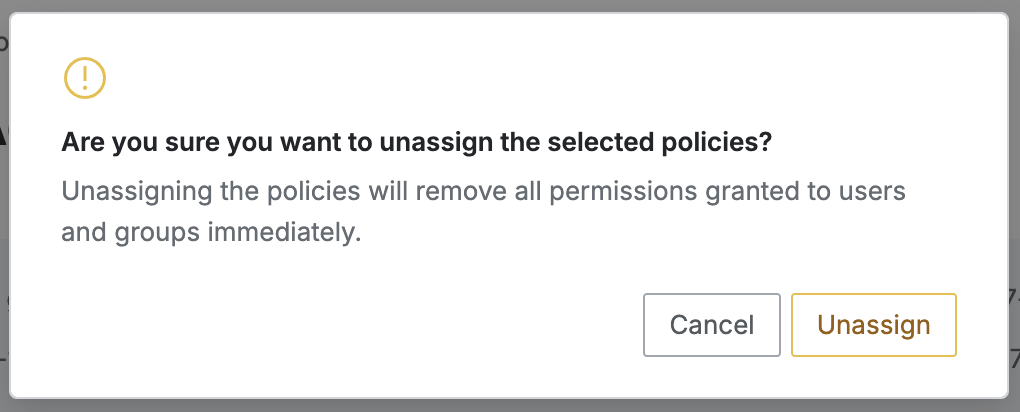 Are you sure you want to unassign the selected policies?
Unassigning the policies will remove all permissions granted to users
and groups immediately.
Cancel
Unassign